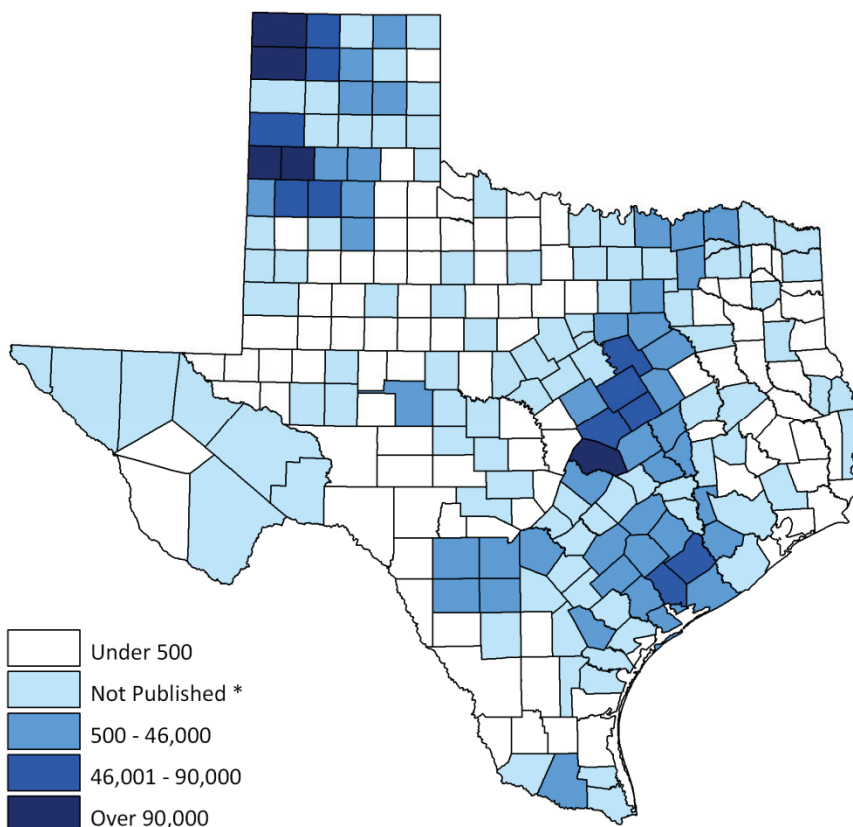 Under 500
Not Published *
500 - 46,000
46,001 - 90,000
Over 90,000